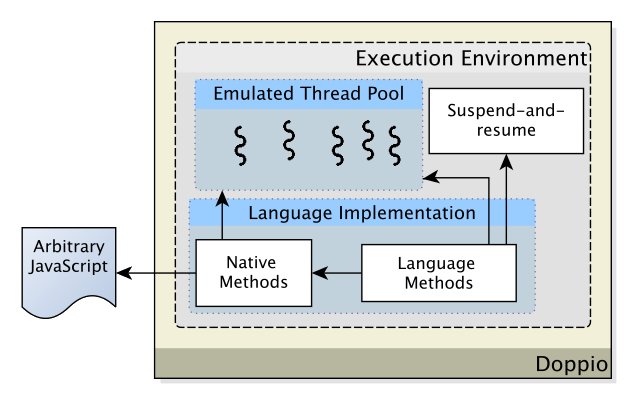 Execution Environment
Emulated Thread Pool
Suspend-and-
resume
Language Implementation
Arbitrary
JavaScript
Native
Methods
Language
Methods
Doppio